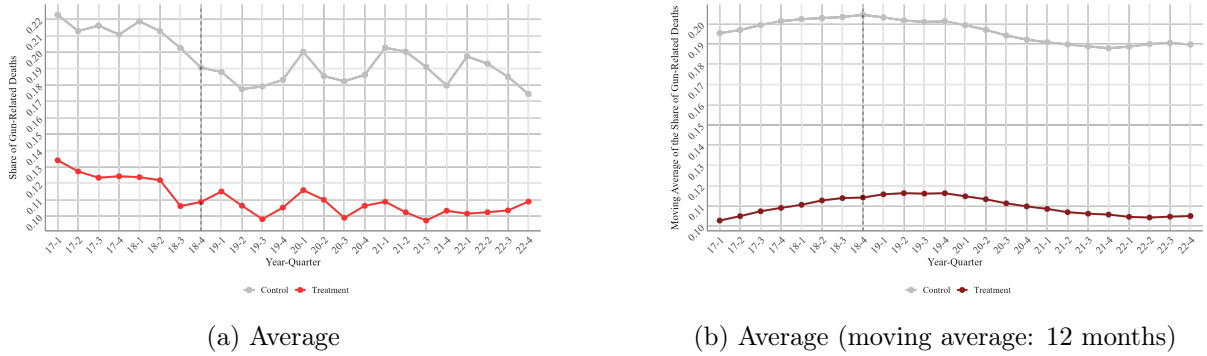 Share of Gun-Related Deaths
0.22
0.21
0.20
0.19
0.18
0.17
0.16
0.15
0.14
0.13
0.12
0.11
0.10
17-1 17-2 17-3 17-4 18-1 18-2 18-3 18-4 19-1 19-2 19-3 19-4 20-1 20-2 20-3 20-4 21-1 21-2 21-3 21-4 22-1 22-2 22-3 22-4
Year-Quarter
Control Treatment
(a) Average
Moving Average of the Share of Gun-Related Deaths
0.20
0.19
0.18
0.17
0.16
0.15
0.14
0.13
0.12
0.11
0.10
17-1 17-2 17-3 17-4 18-1 18-2 18-3 18-4 19-1 19-2 19-3 19-4 20-1 20-2 20-3 20-4 21-1 21-2 21-3 21-4 22-1 22-2 22-3 22-4
Year-Quarter
Control Treatment
(b) Average (moving average: 12 months)